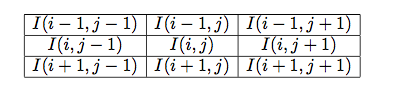 I(i − 1, j − 1) I(i − 1, j) I(i − 1, j + 1)
I(i, j − 1) I(i, j) I(i, j + 1)
I(i + 1, j − 1) I(i + 1, j) I(i + 1, j + 1)